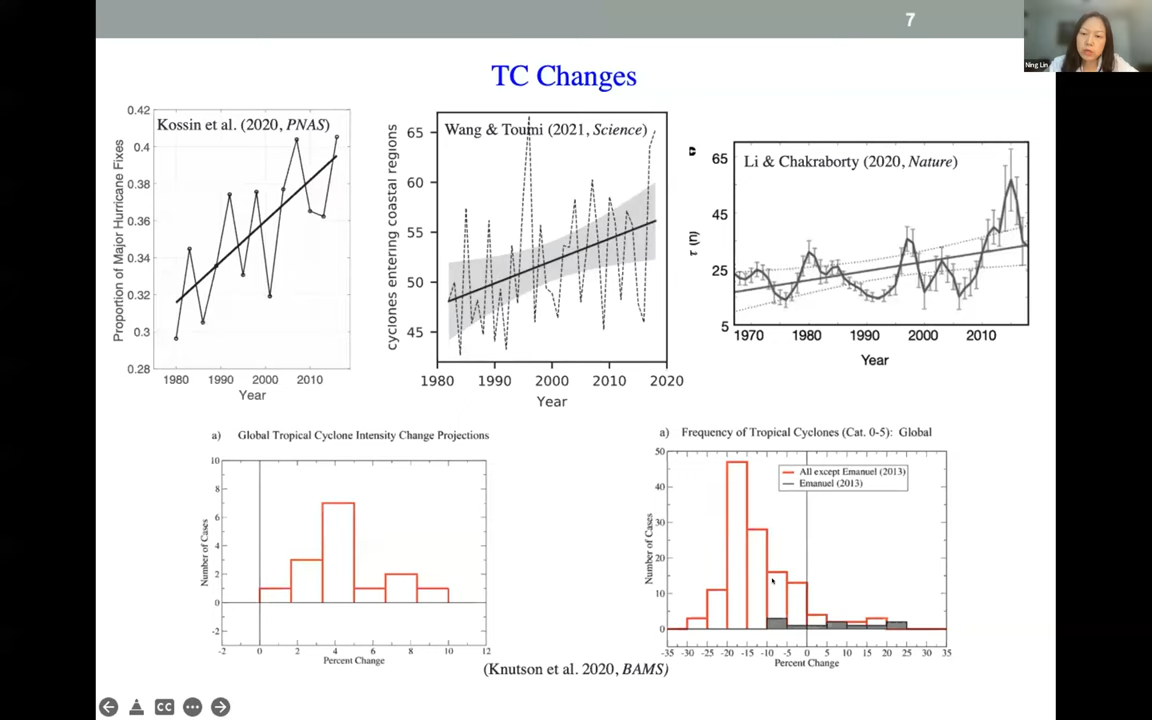 7
Ning Lin
TC Changes
Kossin et al. (2020, PNAS)
Proportion of Major Hurricane Fixes
0.42
0.4
0.38
0.36
0.34
0.32
0.3
0.28
1980 1990 2001 2010
Year
Wang & Toumi (2021, Science)
cyclones entering coastal regions
65
60
55
50
45
1980 1990 2000 2010 2020
Year
Li & Chakraborty (2020, Nature)
τ (h)
65
45
25
5
1970 1980 1990 2000 2010
Year
a) Global Tropical Cyclone Intensity Change Projections
Number of Cases
10
8
6
4
2
0
-2
-2 0 2 4 6 8 10 12
Percent Change
a) Frequency of Tropical Cyclones (Cat. 0-5): Global
All except Emanuel (2013)
Emanuel (2013)
Number of Cases
50
40
30
20
10
0
-35 -30 -25 -20 -15 -10 -5 0 5 10 15 20 25 30 35
Percent Change
(Knutson et al. 2020, BAMS)
CC